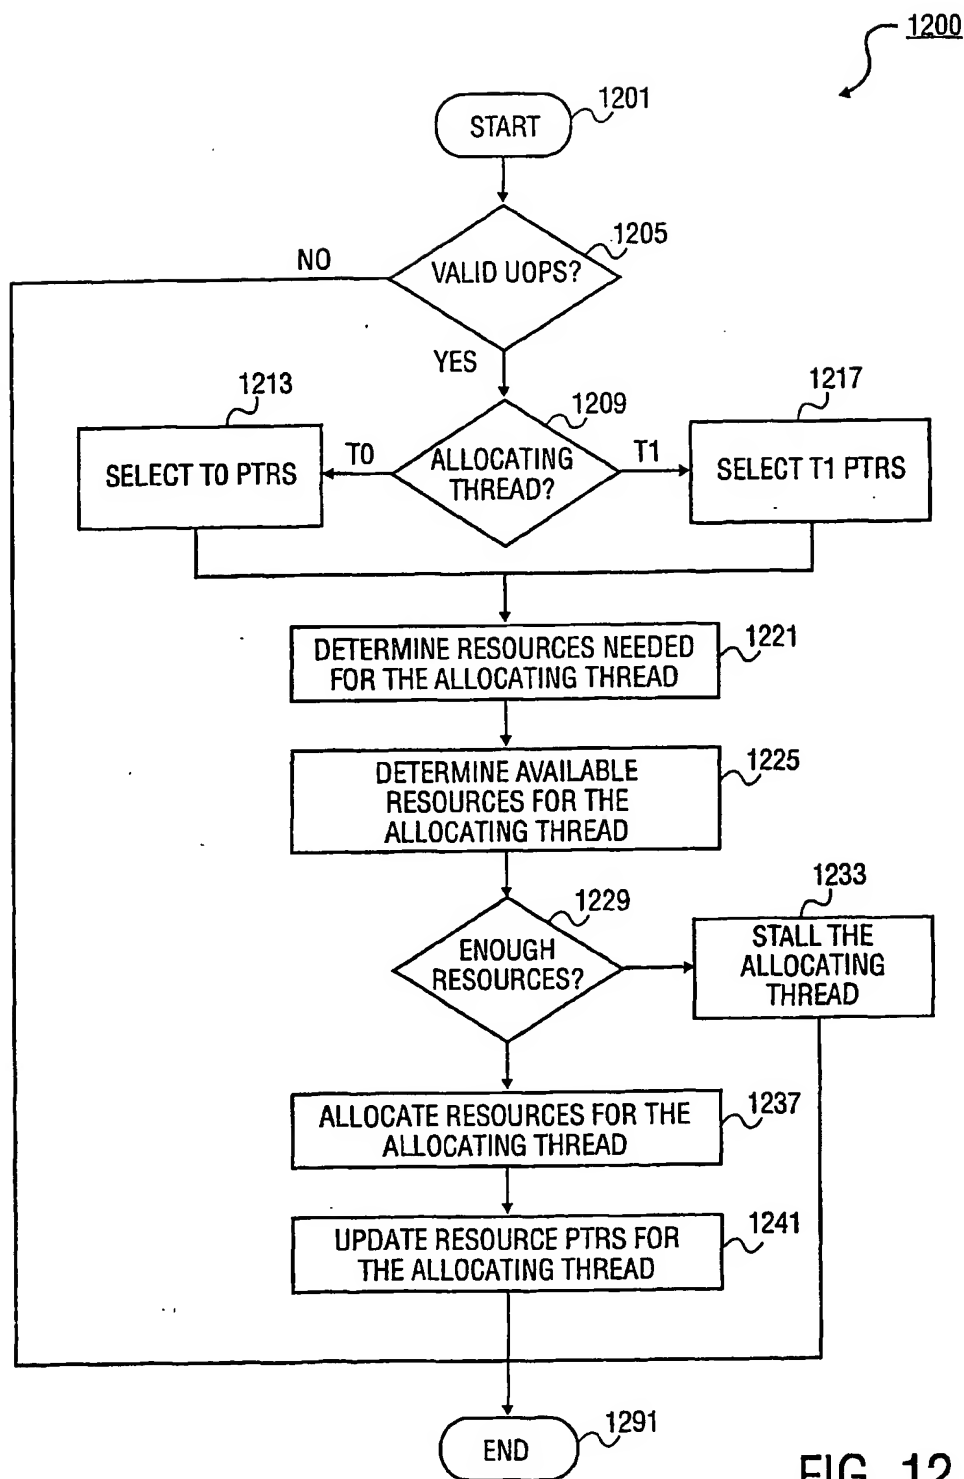 1200
1201
START
1205
NO
VALID UOPS?
YES
1213
1209
1217
T0
T1
SELECT T0 PTRS
ALLOCATING
THREAD?
SELECT T1 PTRS
1221
DETERMINE RESOURCES NEEDED
FOR THE ALLOCATING THREAD
1225
DETERMINE AVAILABLE
RESOURCES FOR THE
ALLOCATING THREAD
1229
1233
ENOUGH
RESOURCES?
STALL THE
ALLOCATING
THREAD
1237
ALLOCATE RESOURCES FOR THE
ALLOCATING THREAD
1241
UPDATE RESOURCE PTRS FOR
THE ALLOCATING THREAD
1291
END
FIG. 12